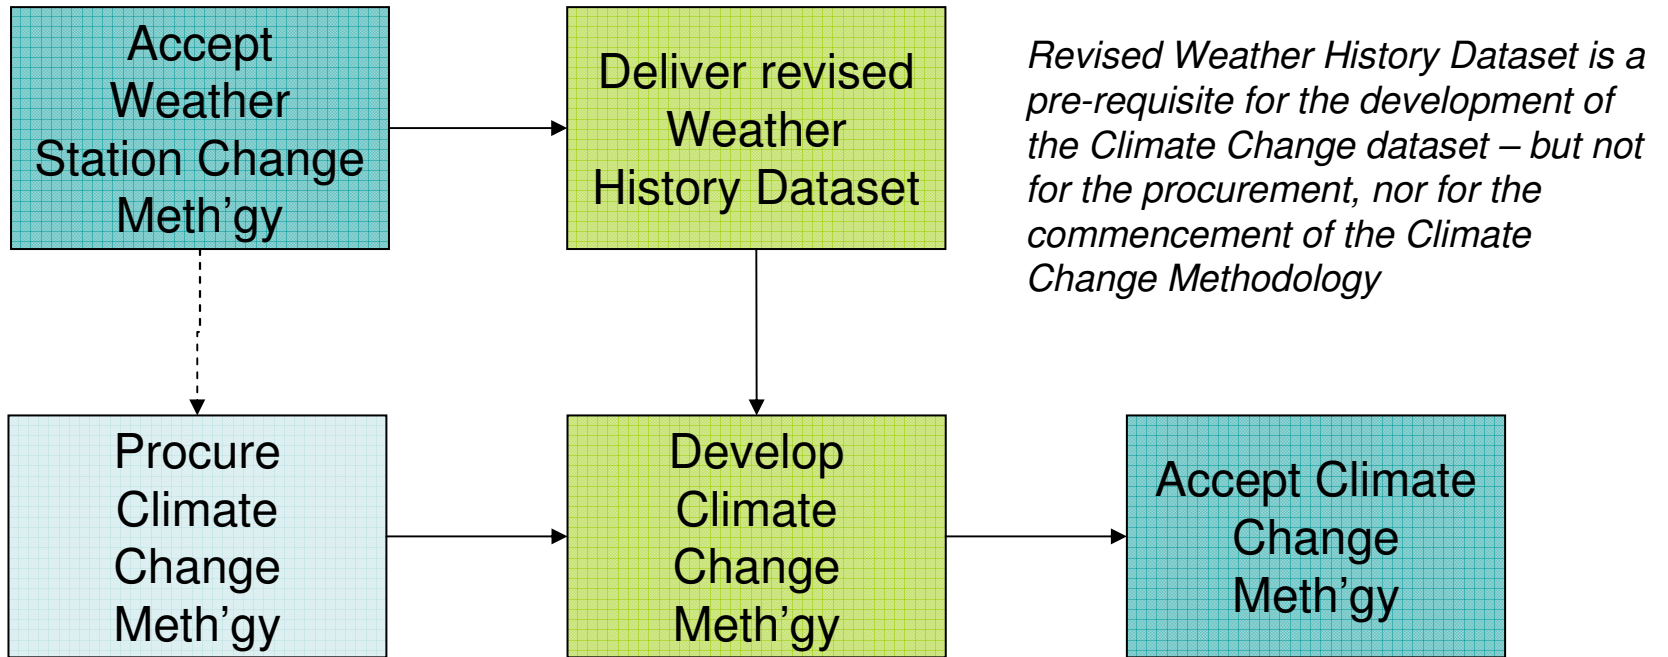 Accept
Weather
Station Change
Meth’gy
Deliver revised
Weather
History Dataset
Revised Weather History Dataset is a
pre-requisite for the development of
the Climate Change dataset – but not
for the procurement, nor for the
commencement of the Climate
Change Methodology
Procure
Climate
Change
Meth’gy
Develop
Climate
Change
Meth’gy
Accept Climate
Change
Meth’gy